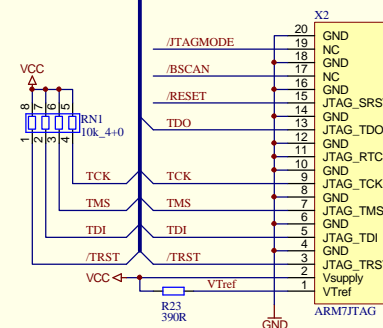 X2
20 GND
/JTAGMODE 19 NC
18 GND
/BSCAN 17 NC
16 GND
/RESET 15 JTAG_SRS
14 GND
TDO 13 JTAG_TDO
12 GND
11 JTAG_RTC
10 GND
TCK TCK 9 JTAG_TCK
8 GND
TMS TMS 7 JTAG_TMS
6 GND
TDI TDI 5 JTAG_TDI
4 GND
/TRST /TRST 3 JTAG_TRS
VCC 2 Vsupply
VTref 1 VTref
R23
390R
GND
ARM7JTAG
VCC
8 7 6 5
RN1
10k_4+0
1 2 3 4